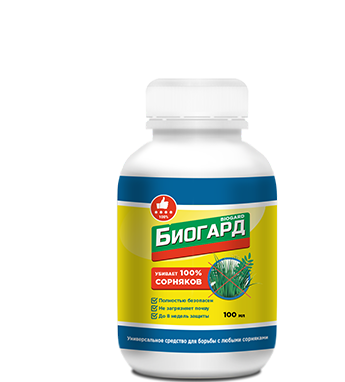 100%
BIOGARD
Биогард
УБИВАЕТ 100%
СОРНЯКОВ
Полностью безопасен
Не загрязняет почву
До 8 недель защиты
100 мл
Универсальное средство для борьбы с любыми сорняками